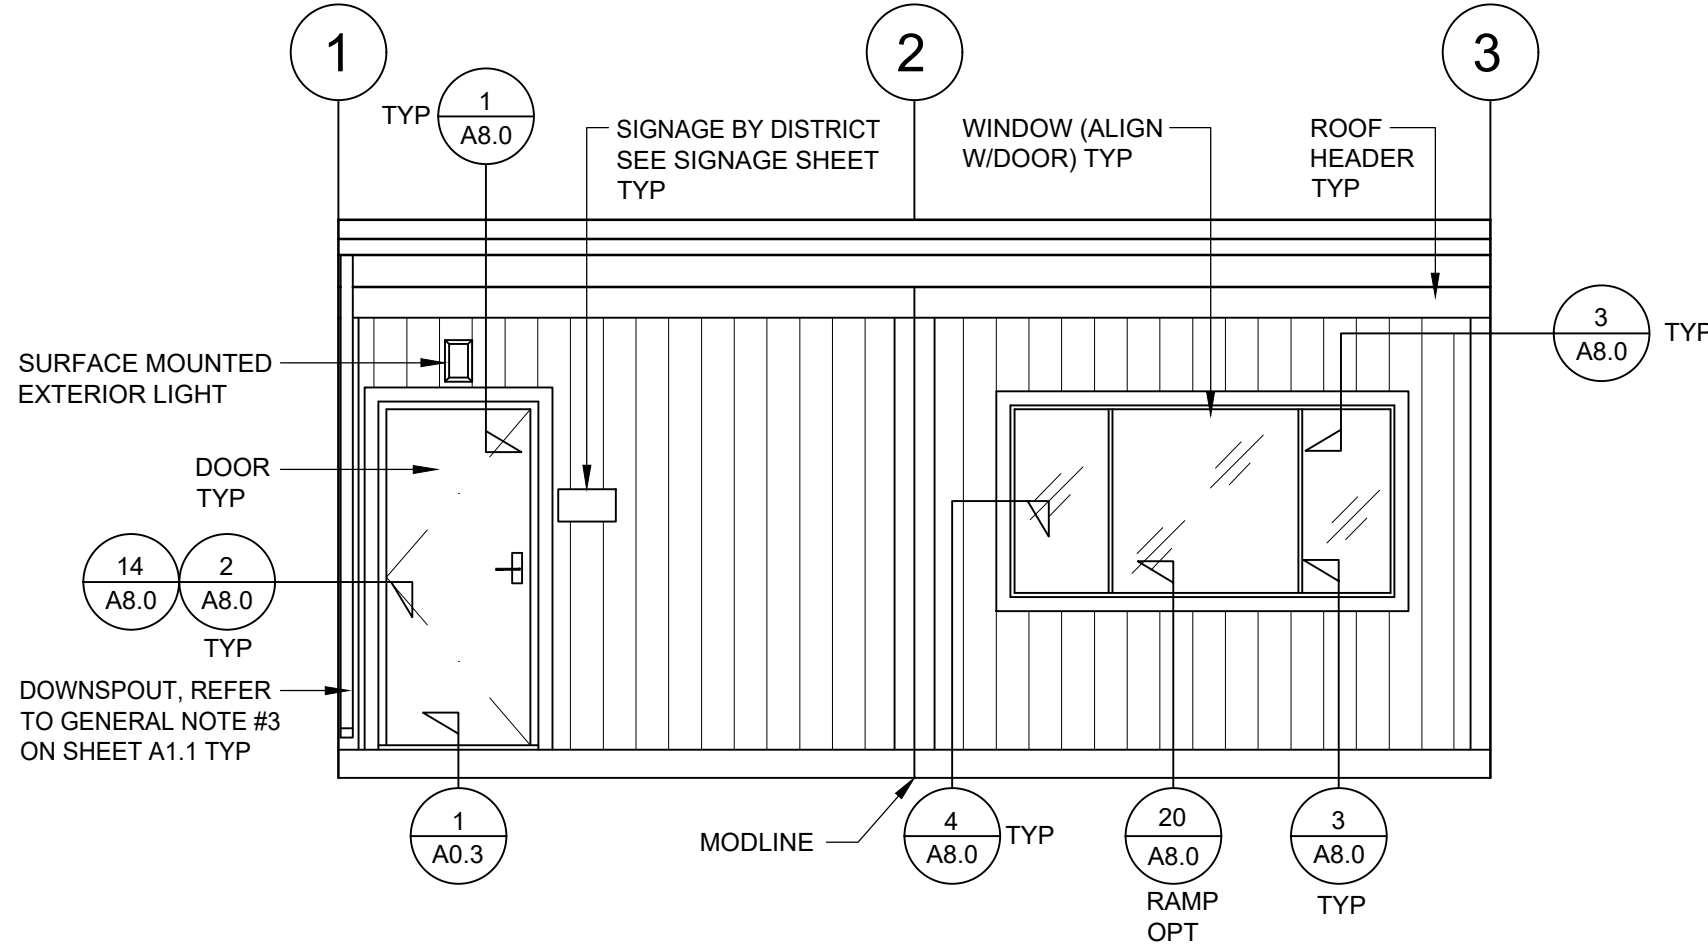 1
2
3
TYP
1
A8.0
SIGNAGE BY DISTRICT
SEE SIGNAGE SHEET
TYP
WINDOW (ALIGN
W/DOOR) TYP
ROOF
HEADER
TYP
3
A8.0
TYP
SURFACE MOUNTED
EXTERIOR LIGHT
DOOR
TYP
14
A8.0
2
A8.0
TYP
DOWNSPOUT, REFER
TO GENERAL NOTE #3
ON SHEET A1.1 TYP
1
A0.3
MODLINE
4
A8.0
TYP
20
A8.0
RAMP
OPT
3
A8.0
TYP